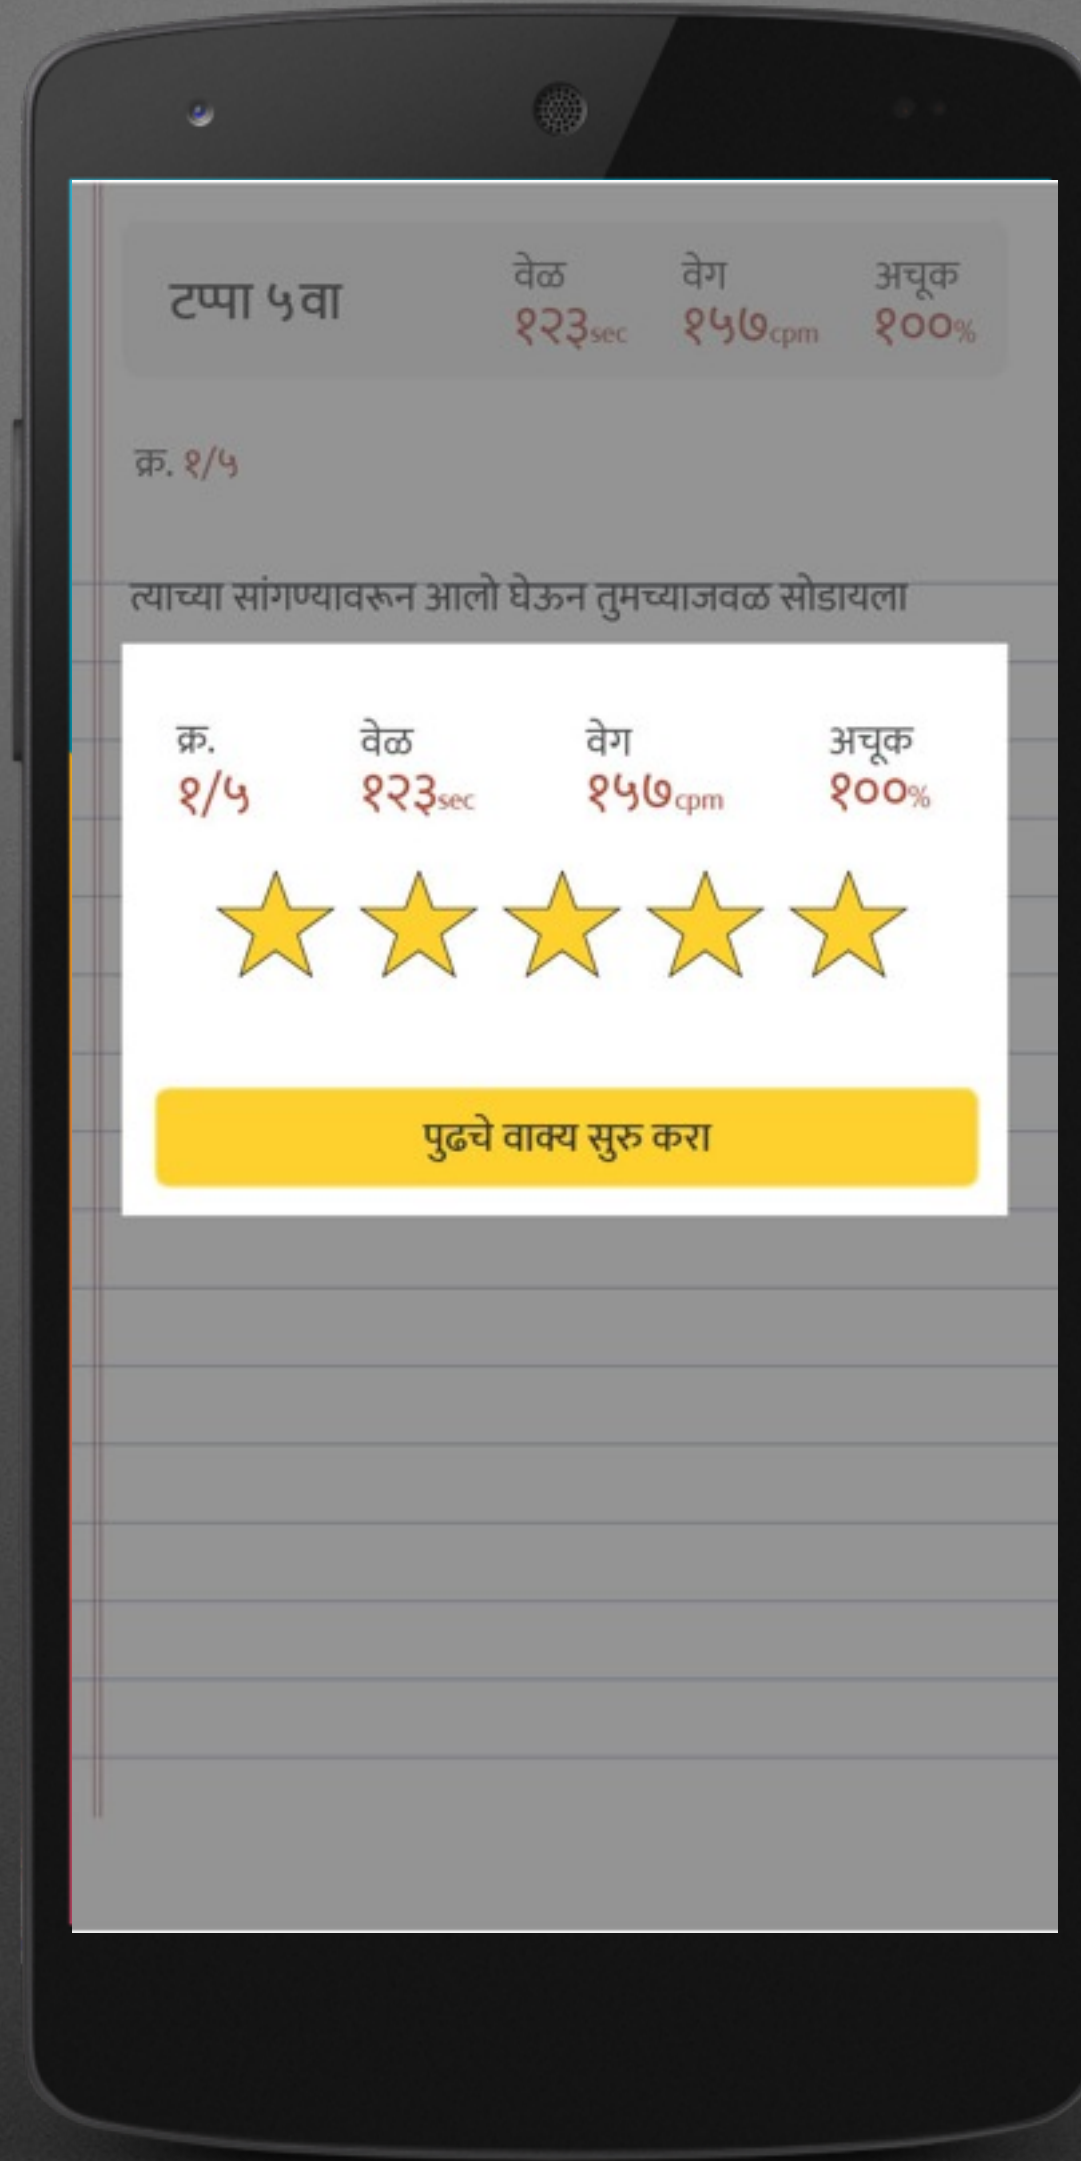 टप्पा ५वा
वेळ वेग अचूक
१२३sec १५७cpm १००%
क्र. १/५
त्याच्या सांगण्यावरून आलो घेऊन तुमच्याजवळ सोडायला
क्र. वेळ वेग अचूक
१/५ १२३sec १५७cpm १००%
पुढचे वाक्य सुरु करा